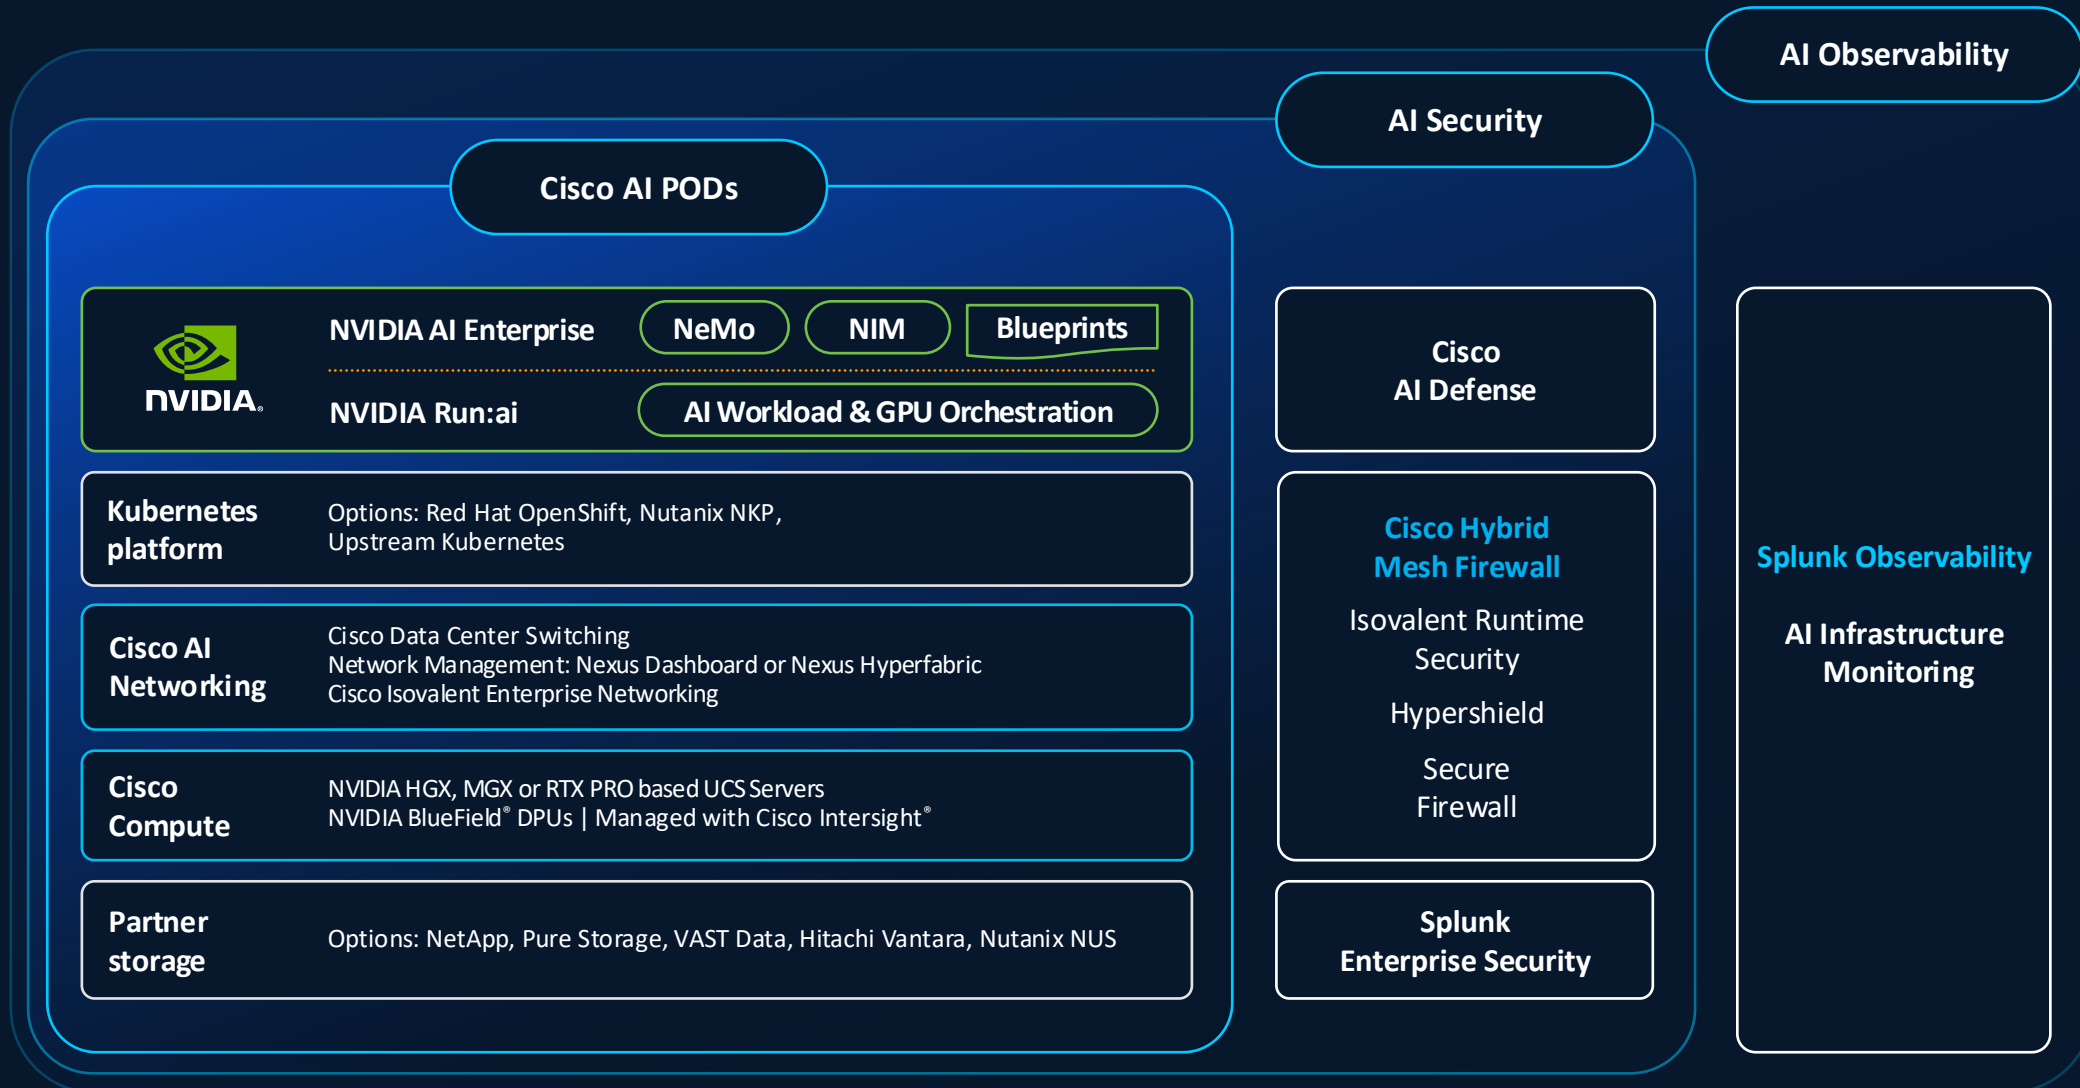 AI Observability
AI Security
Cisco AI PODs
NVIDIA
NVIDIA AI Enterprise
NeMo
NIM
Blueprints
NVIDIA Run:ai
AI Workload & GPU Orchestration
Kubernetes
platform
Options: Red Hat OpenShift, Nutanix NKP,
Upstream Kubernetes
Cisco AI
Networking
Cisco Data Center Switching
Network Management: Nexus Dashboard or Nexus Hyperfabric
Cisco Isovalent Enterprise Networking
Cisco
Compute
NVIDIA HGX, MGX or RTX PRO based UCS Servers
NVIDIA BlueField® DPUs | Managed with Cisco Intersight®
Partner
storage
Options: NetApp, Pure Storage, VAST Data, Hitachi Vantara, Nutanix NUS
Cisco
AI Defense
Cisco Hybrid
Mesh Firewall
Isovalent Runtime
Security
Hypershield
Secure
Firewall
Splunk
Enterprise Security
Splunk Observability
AI Infrastructure
Monitoring